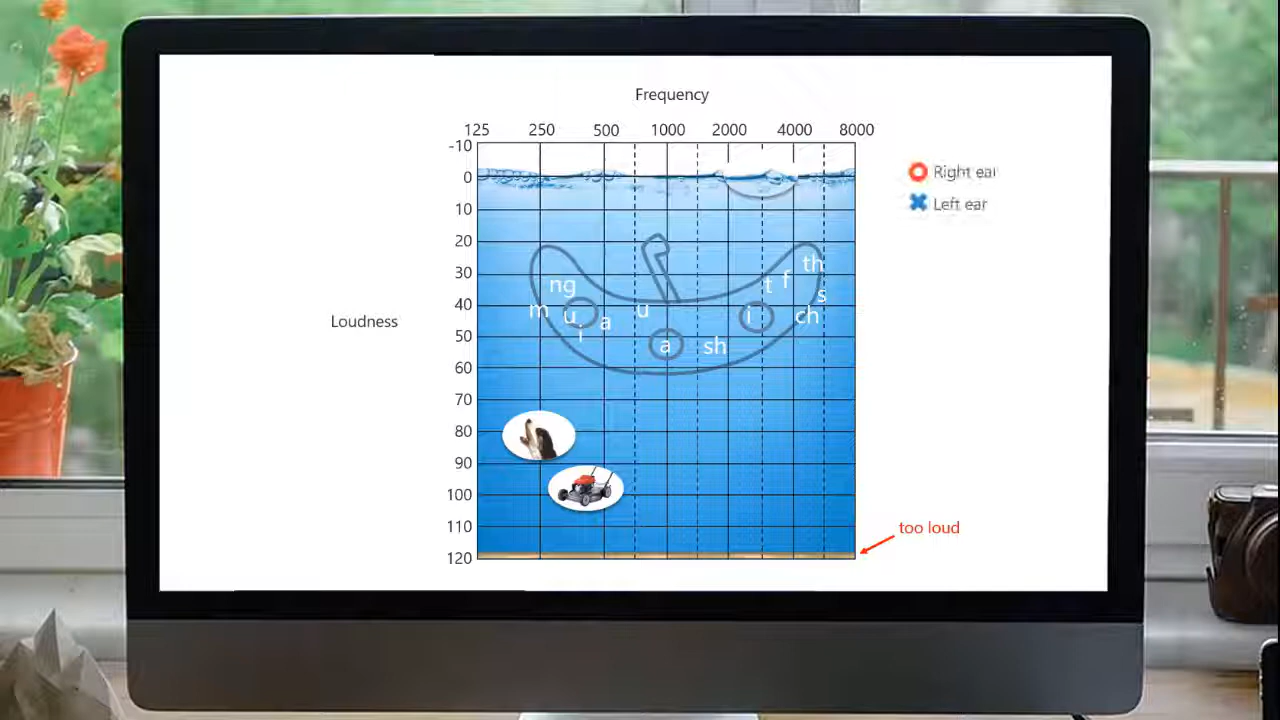 Frequency
125 250 500 1000 2000 4000 8000
-10
0
Right ear
Left ear
10
20
30
th
ng t f
s
40
m u a u i ch
Loudness
50
i a sh
60
70
80
90
100
110
too loud
120